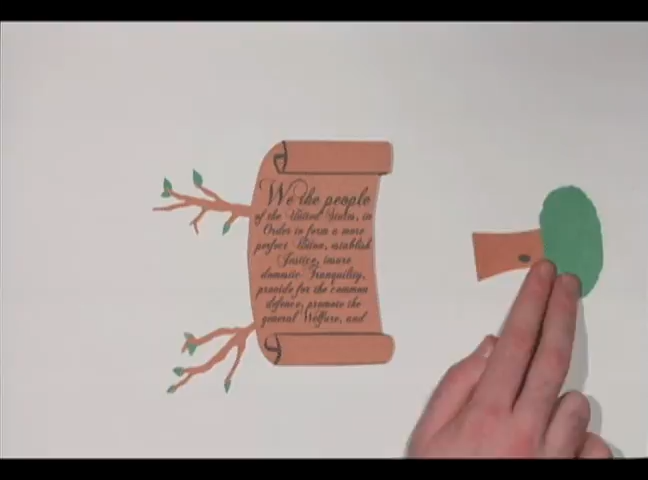 We the people
of the United States, in
Order to form a more
perfect Union, establish
Justice, insure
domestic Tranquility,
provide for the common
defence, promote the
general Welfare, and